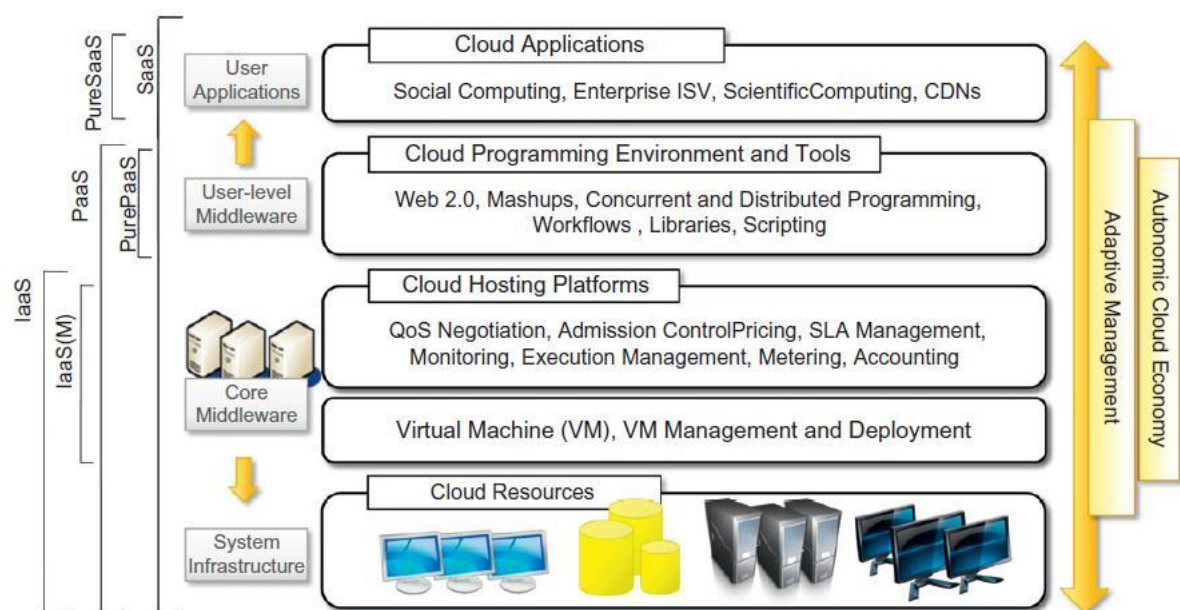 PureSaaS
SaaS
User
Applications
Cloud Applications
Social Computing, Enterprise ISV, ScientificComputing, CDNs
PaaS
PurePaaS
User-level
Middleware
Cloud Programming Environment and Tools
Web 2.0, Mashups, Concurrent and Distributed Programming,
Workflows , Libraries, Scripting
IaaS
IaaS(M)
Core
Middleware
Cloud Hosting Platforms
QoS Negotiation, Admission ControlPricing, SLA Management,
Monitoring, Execution Management, Metering, Accounting
Virtual Machine (VM), VM Management and Deployment
System
Infrastructure
Cloud Resources
Adaptive Management
Autonomic Cloud Economy